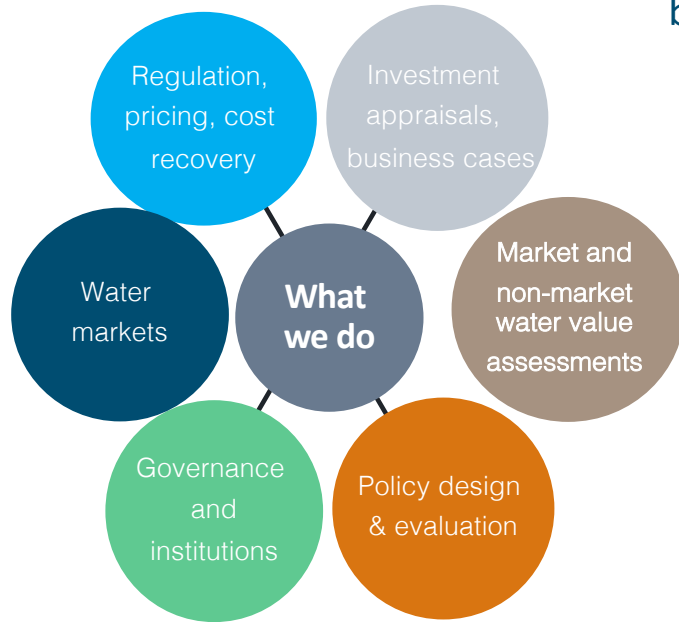 b
Regulation,
pricing, cost
recovery
Investment
appraisals,
business cases
Market and
non-market
water value
assessments
Water
markets
What
we do
Governance
and
institutions
Policy design
& evaluation